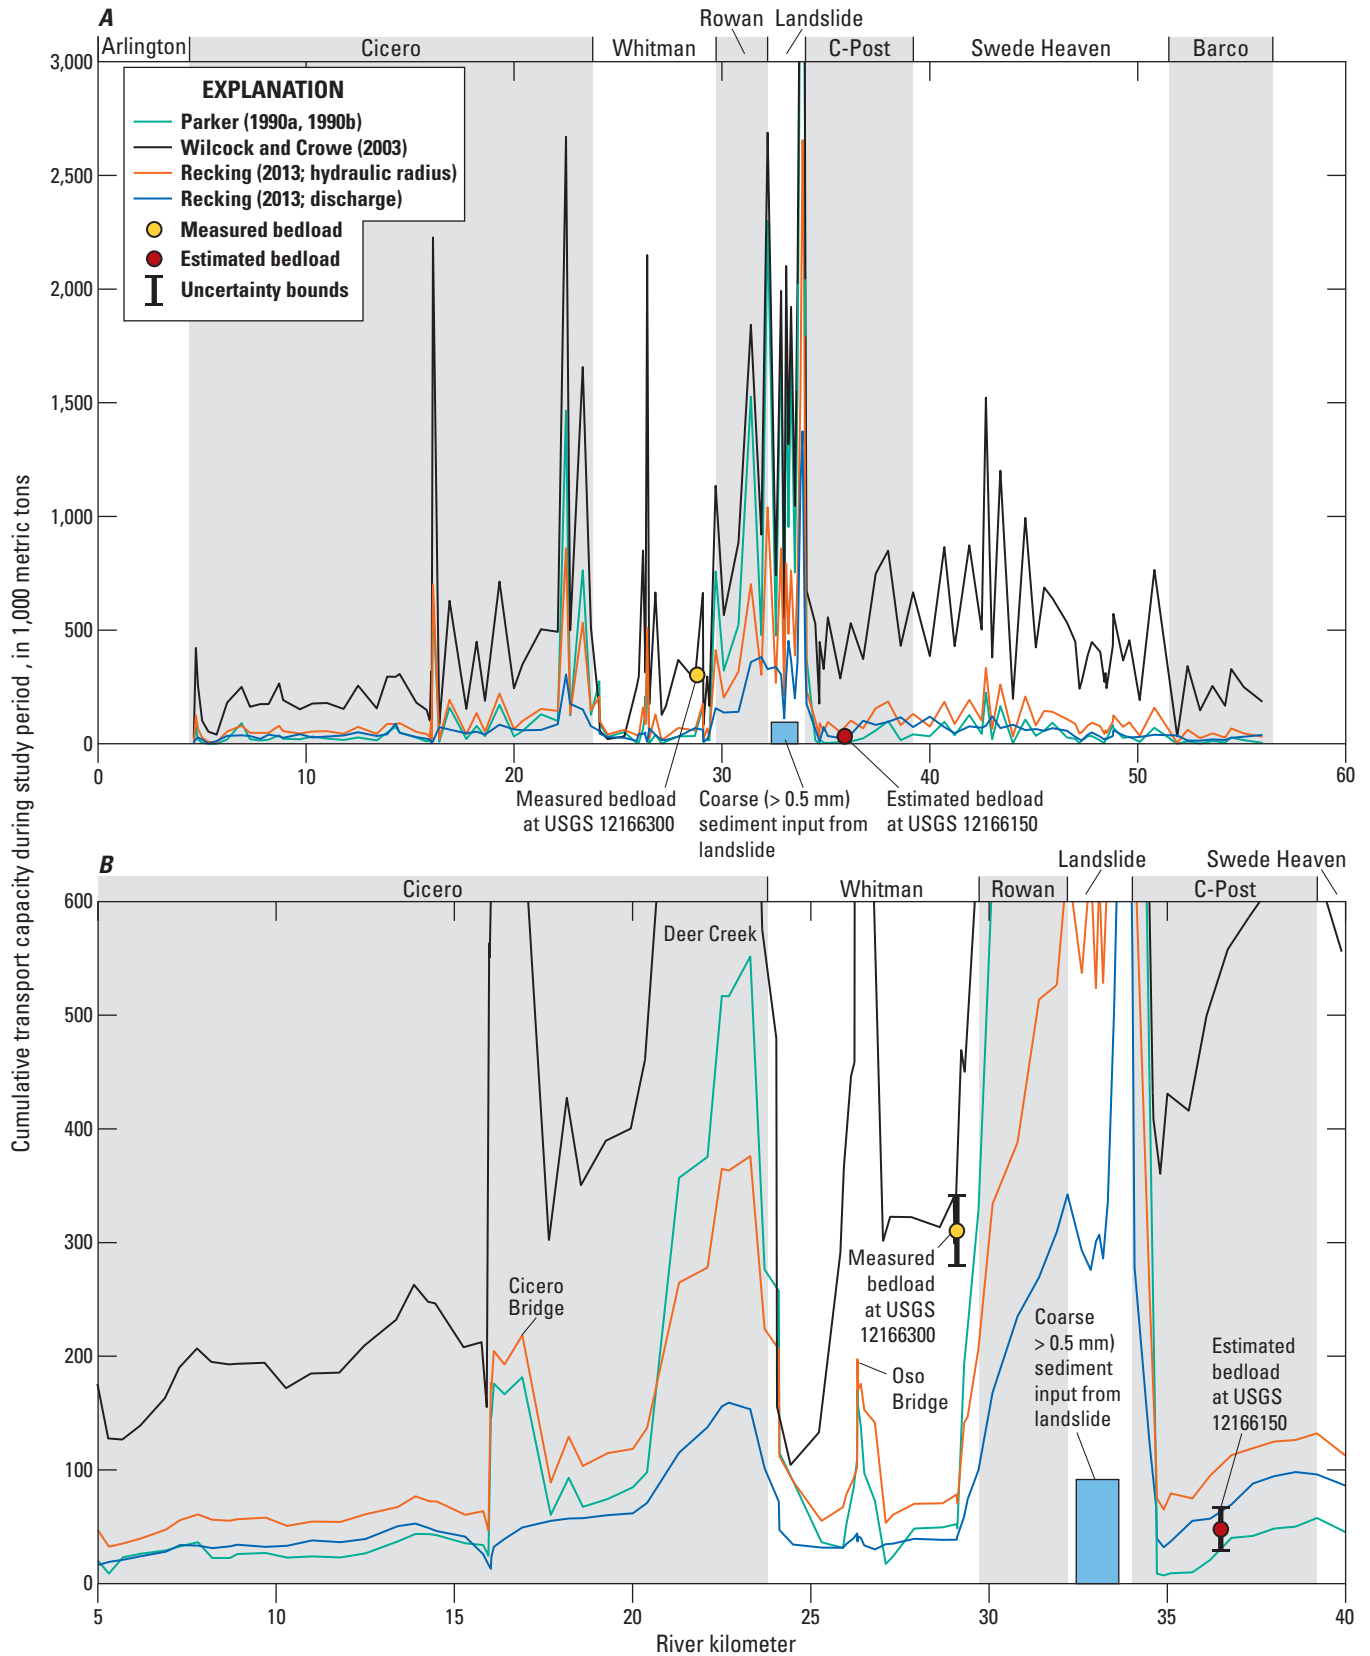 A
Rowan
Landslide
Arlington
Cicero
Whitman
C-Post
Swede Heaven
Barco
3,000
2,500
2,000
1,500
1,000
500
0
EXPLANATION
Parker (1990a, 1990b)
Wilcock and Crowe (2003)
Recking (2013; hydraulic radius)
Recking (2013; discharge)
Measured bedload
Estimated bedload
Uncertainty bounds
0
10
20
30
40
50
60
Measured bedload
at USGS 12166300
Coarse (> 0.5 mm)
sediment input from
landslide
Estimated bedload
at USGS 12166150
Cumulative transport capacity during study period , in 1,000 metric tons
B
Landslide
Swede Heaven
Cicero
Whitman
Rowan
C-Post
600
500
400
300
200
100
0
Deer Creek
Cicero
Bridge
Measured
bedload
at USGS
12166300
Oso
Bridge
Coarse
> 0.5 mm)
sediment
input from
landslide
Estimated
bedload
at USGS
12166150
5
10
15
20
25
30
35
40
River kilometer